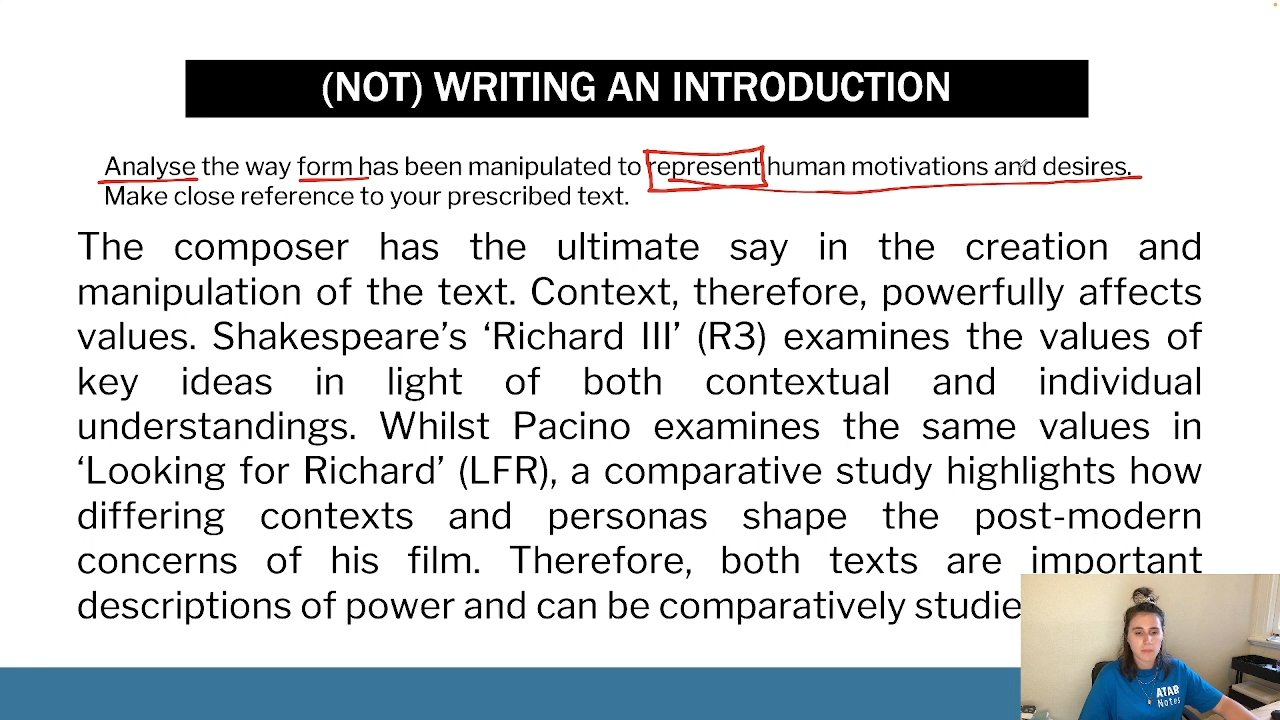 (NOT) WRITING AN INTRODUCTION
Analyse the way form has been manipulated to represent human motivations and desires.
Make close reference to your prescribed text.
The composer has the ultimate say in the creation and
manipulation of the text. Context, therefore, powerfully affects
values. Shakespeare’s ‘Richard III’ (R3) examines the values of
key ideas in light of both contextual and individual
understandings. Whilst Pacino examines the same values in
‘Looking for Richard’ (LFR), a comparative study highlights how
differing contexts and personas shape the post-modern
concerns of his film. Therefore, both texts are important
descriptions of power and can be comparatively studie
ATAR
Notes